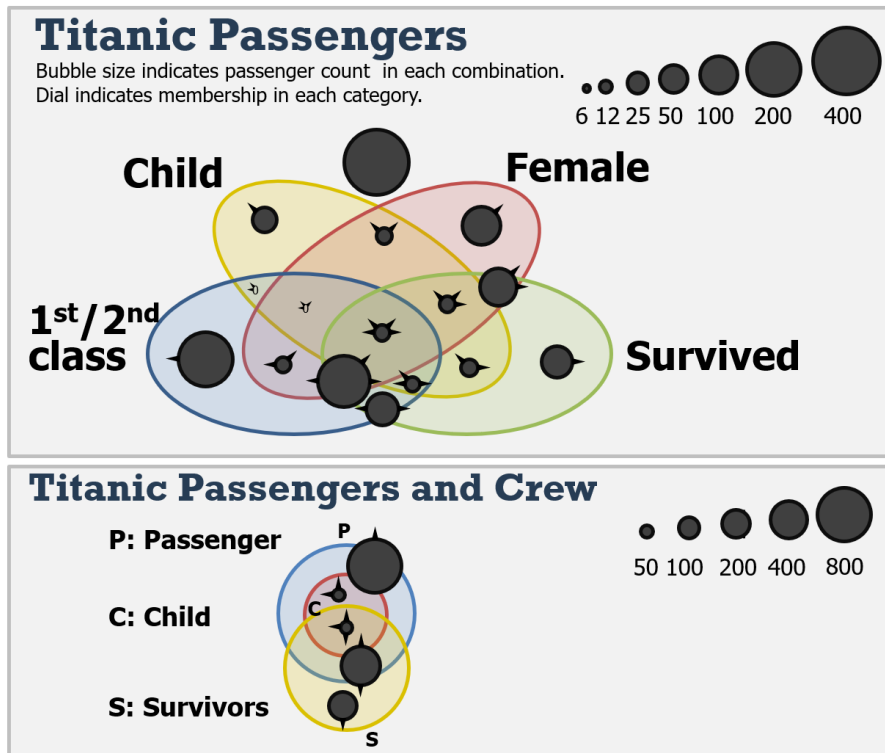 Titanic Passengers
Bubble size indicates passenger count in each combination.
Dial indicates membership in each category.
6 12 25 50 100 200 400
Child
Female
1st/2nd
class
Survived
Titanic Passengers and Crew
P: Passenger
C: Child
S: Survivors
P
C
S
50 100 200 400 800